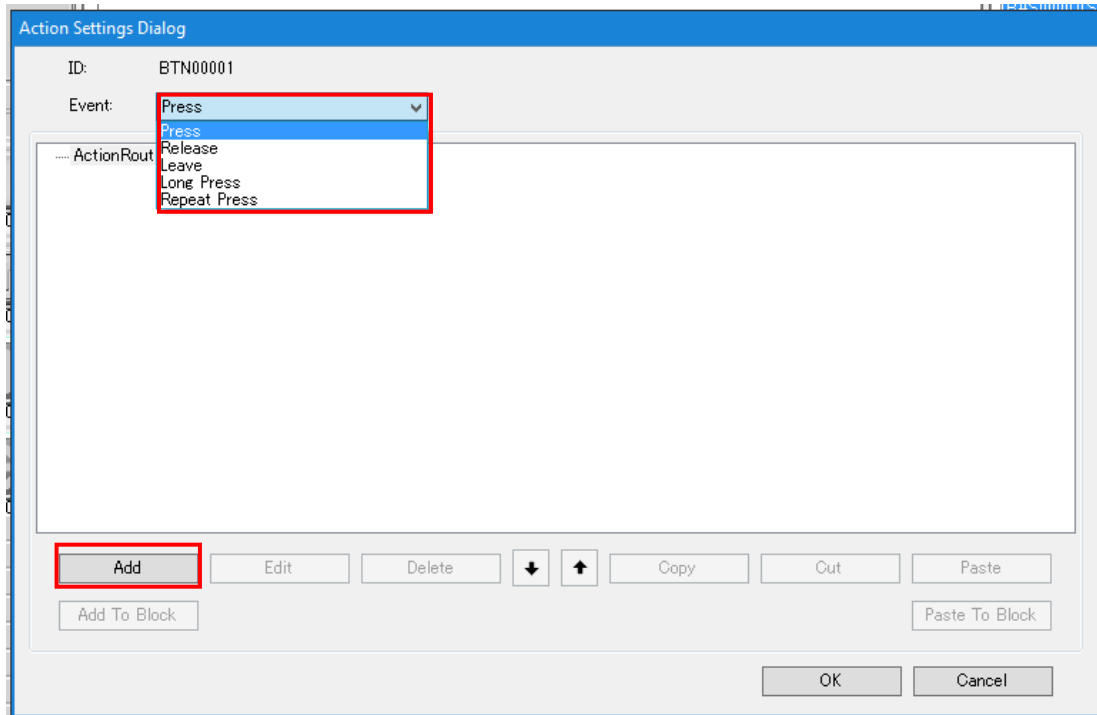 Action Settings Dialog
ID: BTN00001
Event: Press
Press
Release
Leave
Long Press
Repeat Press
ActionRout
Add Edit Delete Copy Cut Paste
Add To Block Paste To Block
OK Cancel